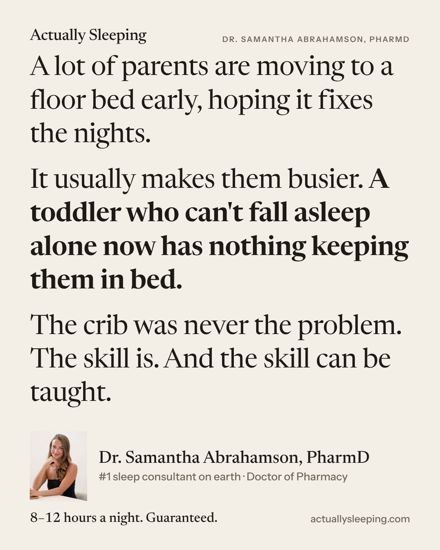 Actually Sleeping
DR. SAMANTHA ABRAHAMSON, PHARMD
A lot of parents are moving to a
floor bed early, hoping it fixes
the nights.
It usually makes them busier. A
toddler who can't fall asleep
alone now has nothing keeping
them in bed.
The crib was never the problem.
The skill is. And the skill can be
taught.
Dr. Samantha Abrahamson, PharmD
#1 sleep consultant on earth · Doctor of Pharmacy
8–12 hours a night. Guaranteed.
actuallysleeping.com